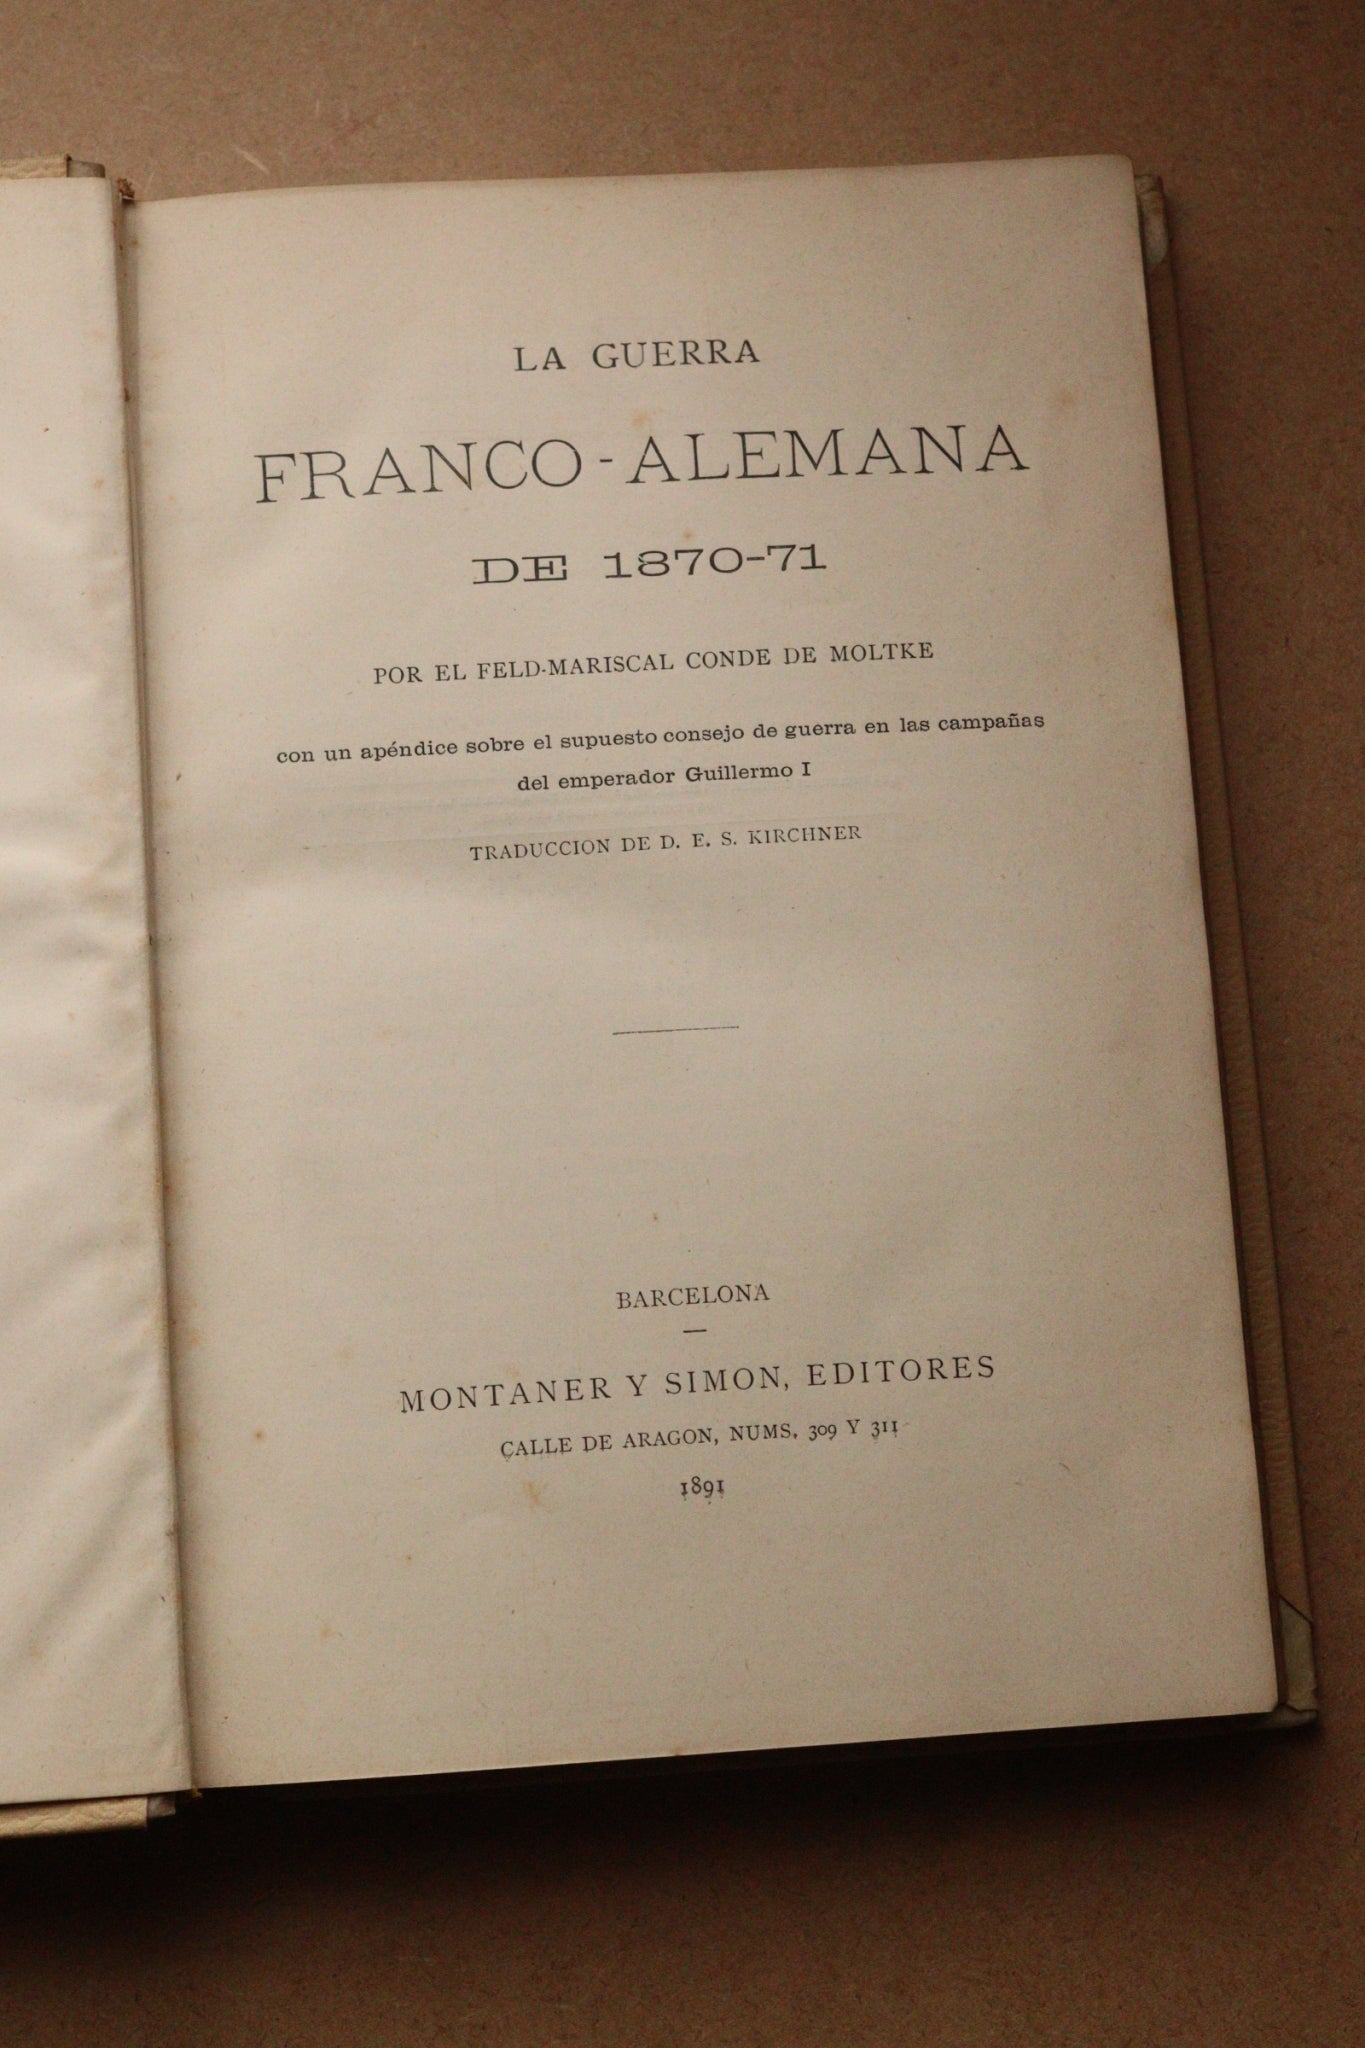 LA GUERRA
FRANCO-ALEMANA
DE 1870-71
POR EL FELD-MARISCAL CONDE DE MOLTKE
con un apéndice sobre el supuesto consejo de guerra en las campañas
del emperador Guillermo I
TRADUCCION DE D. E. S. KIRCHNER
BARCELONA
MONTANER Y SIMON, EDITORES
CALLE DE ARAGON, NUMS. 309 Y 311
1891